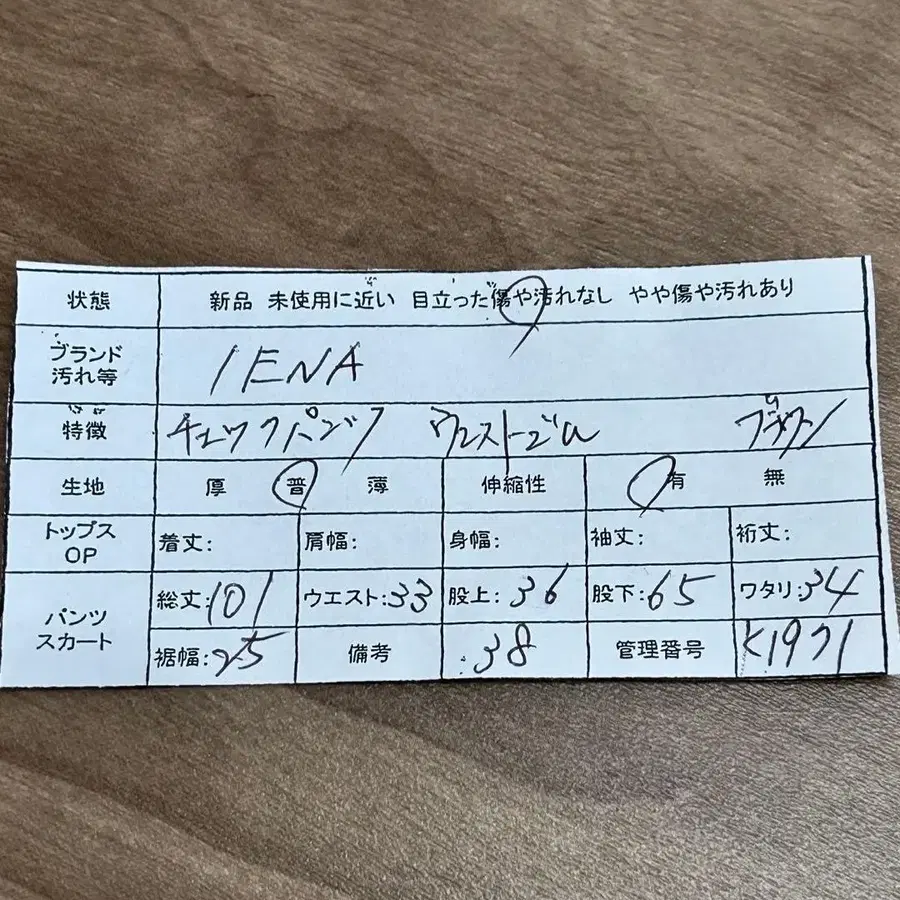 状態 新品 未使用に近い 目立った傷や汚れなし やや傷や汚れあり
ブランド
汚れ等 IENA
特徴 チェックパンツ ウエストゴム ブラウン
生地 厚 普 薄 伸縮性 有 無
トップス
OP 着丈: 肩幅: 身幅: 袖丈: 裄丈:
パンツ
スカート 総丈:101 ウエスト:33 股上:36 股下:65 ワタリ:34
裾幅:25 備考 38 管理番号 K1971